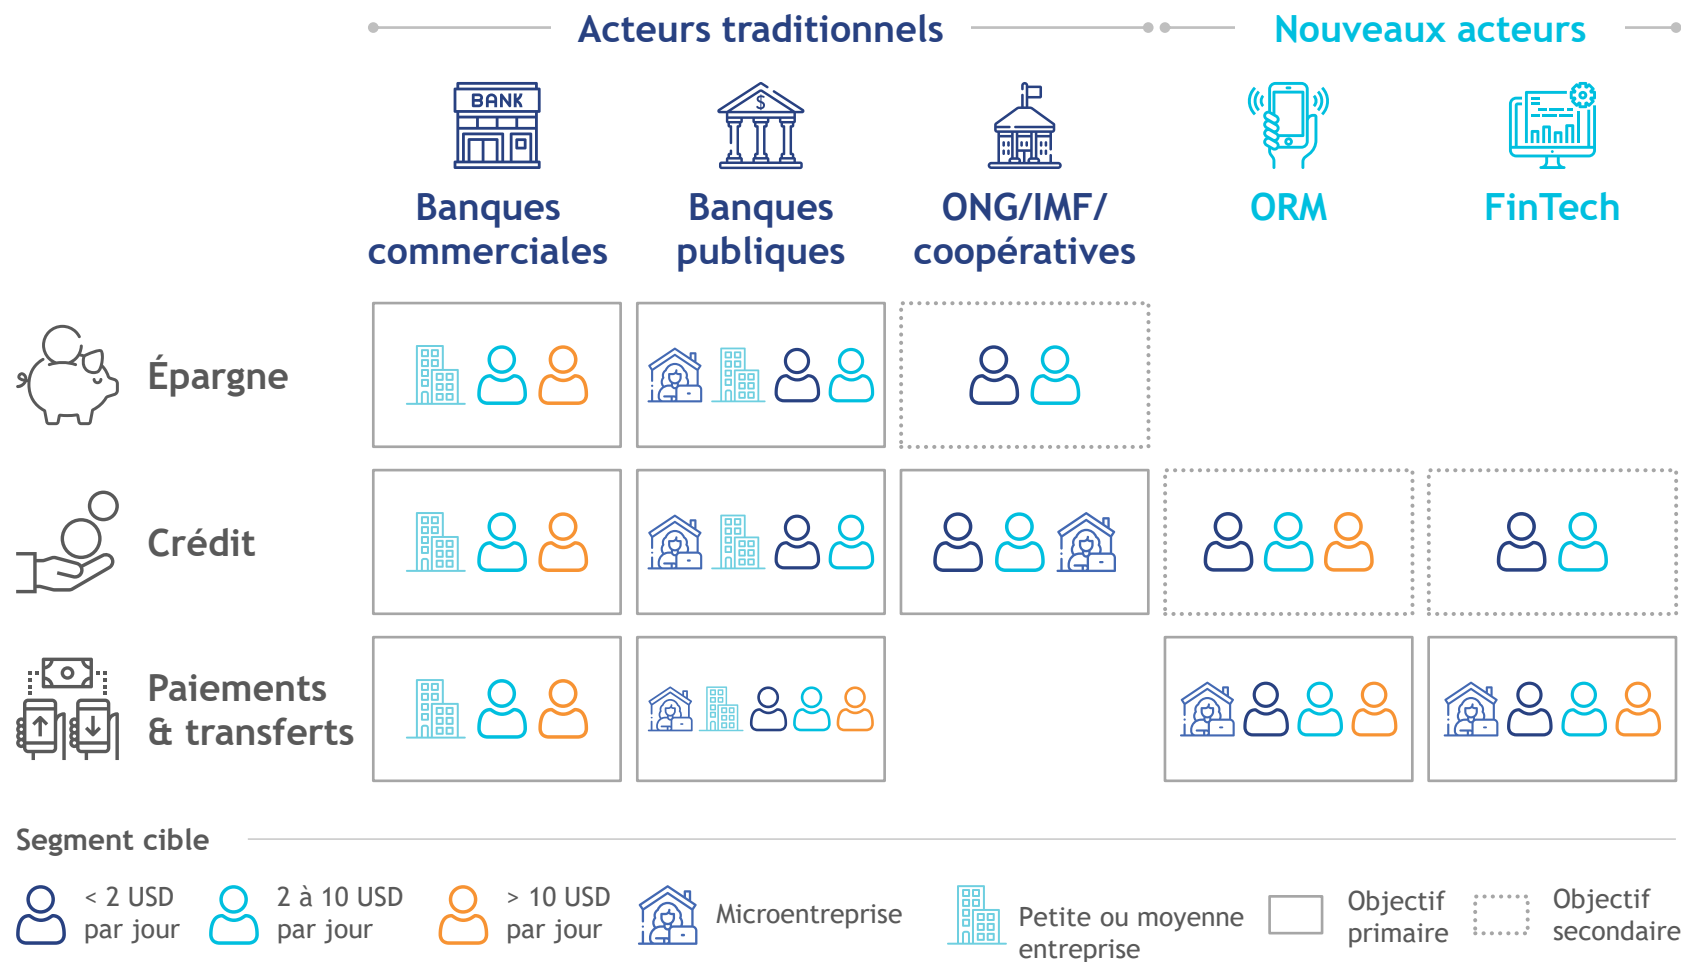 Acteurs traditionnels
Nouveaux acteurs
BANK
$
Banques
commerciales
Banques
publiques
ONG/IMF/
coopératives
ORM
FinTech
Épargne
Crédit
Paiements
& transferts
Segment cible
< 2 USD
par jour
2 à 10 USD
par jour
> 10 USD
par jour
Microentreprise
Petite ou moyenne
entreprise
Objectif
primaire
Objectif
secondaire